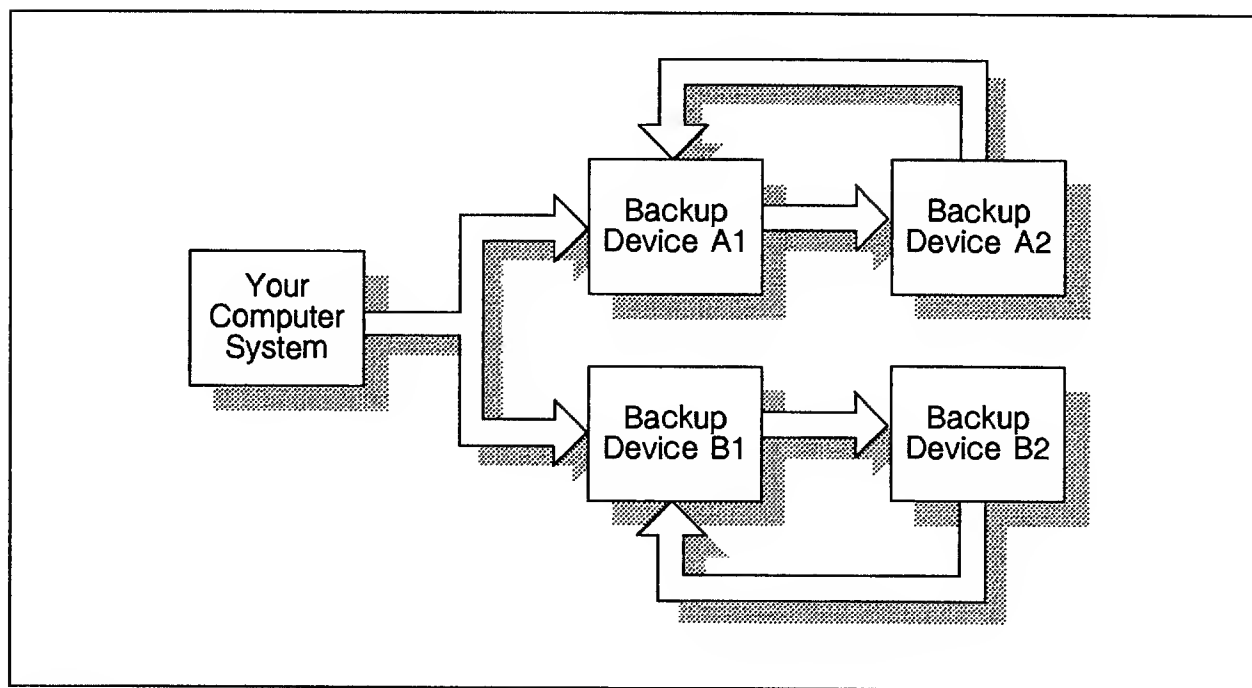 Backup
Device A1
Backup
Device A2
Your
Computer
System
Backup
Device B1
Backup
Device B2